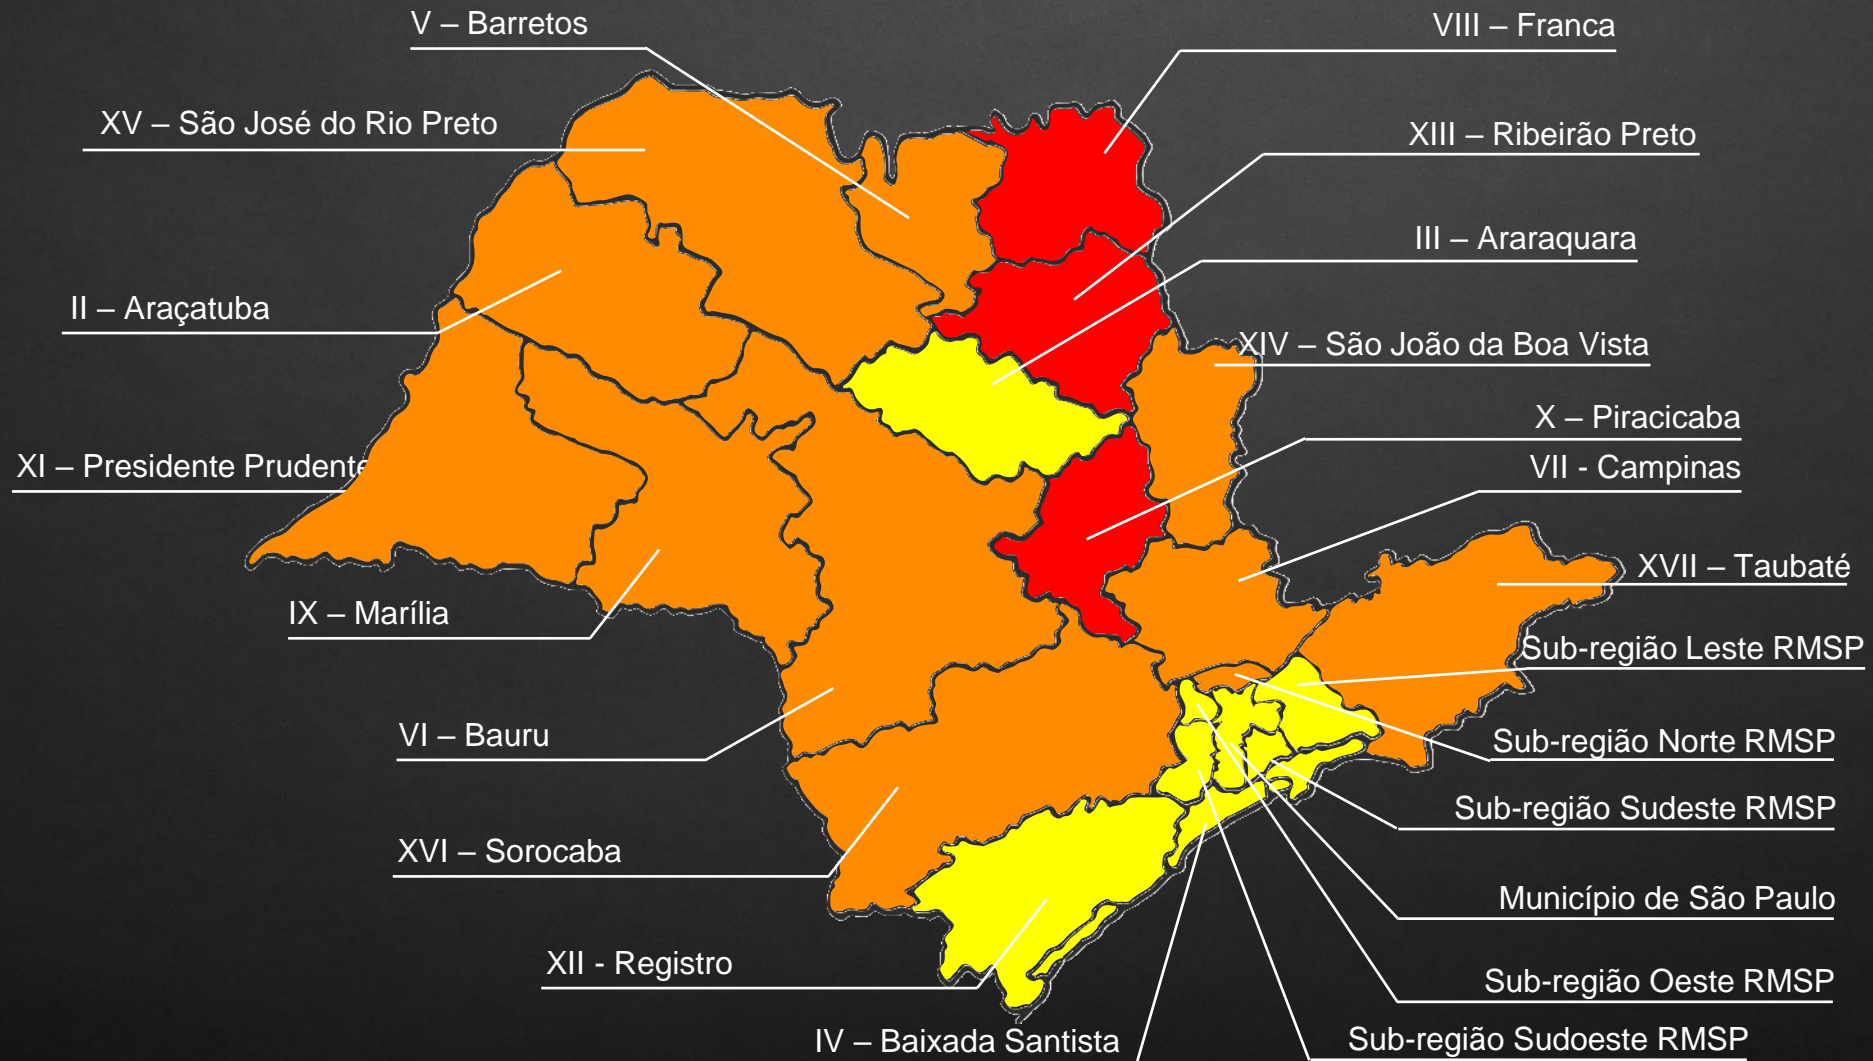 V – Barretos
VIII – Franca
XV – São José do Rio Preto
XIII – Ribeirão Preto
III – Araraquara
II – Araçatuba
XIV – São João da Boa Vista
X – Piracicaba
XI – Presidente Prudente
VII - Campinas
XVII – Taubaté
IX – Marília
Sub-região Leste RMSP
VI – Bauru
Sub-região Norte RMSP
Sub-região Sudeste RMSP
XVI – Sorocaba
Município de São Paulo
XII - Registro
Sub-região Oeste RMSP
IV – Baixada Santista
Sub-região Sudoeste RMSP